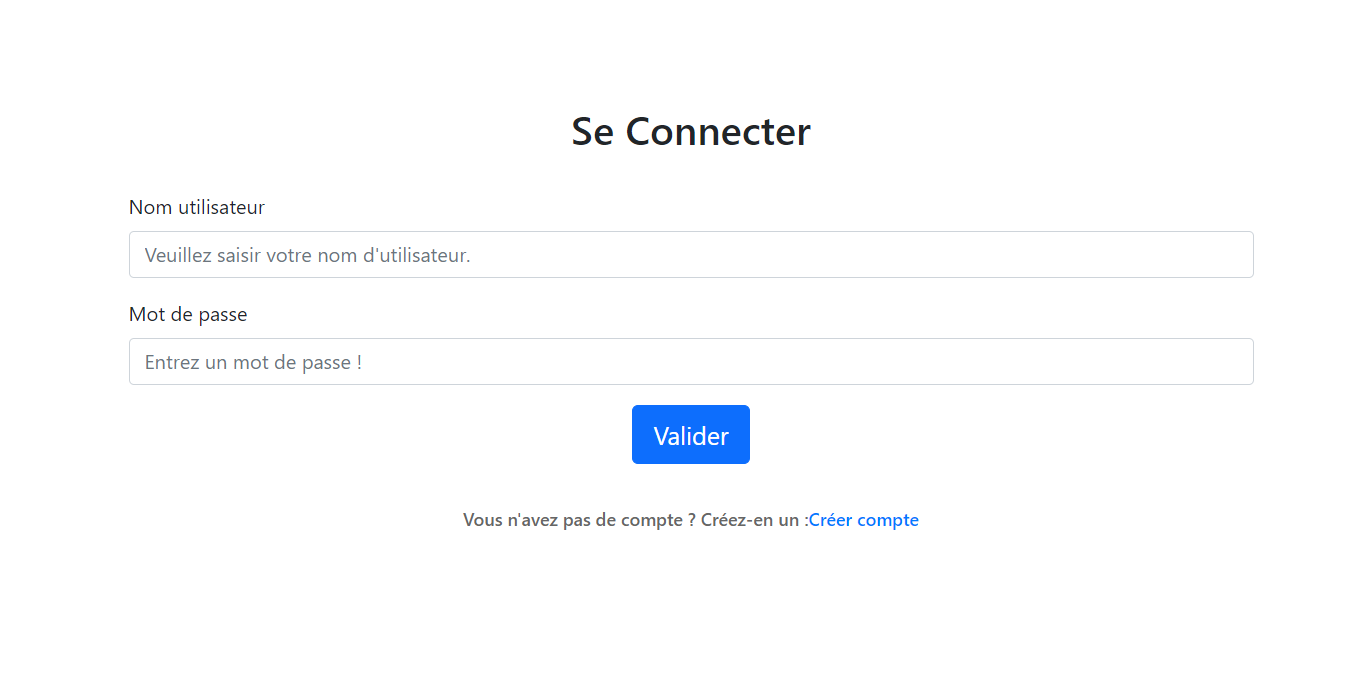 Se Connecter
Nom utilisateur
Veuillez saisir votre nom d'utilisateur.
Mot de passe
Entrez un mot de passe !
Valider
Vous n'avez pas de compte ? Créez-en un :Créer compte